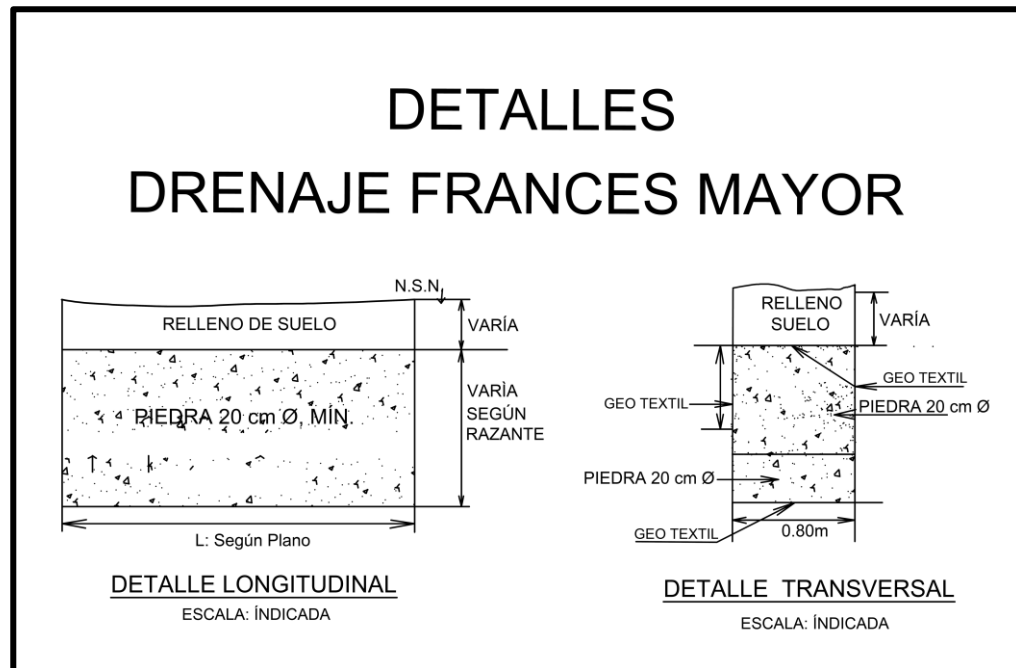 DETALLES
DRENAJE FRANCES MAYOR
N.S.N
RELLENO DE SUELO
VARÍA
PIEDRA 20 cm Ø, MÍN.
VARÌA
SEGÚN
RAZANTE
L: Según Plano
DETALLE LONGITUDINAL
ESCALA: ÍNDICADA
RELLENO
SUELO
VARÍA
GEO TEXTIL
GEO TEXTIL
PIEDRA 20 cm Ø
PIEDRA 20 cm Ø
GEO TEXTIL
0.80m
DETALLE TRANSVERSAL
ESCALA: ÍNDICADA